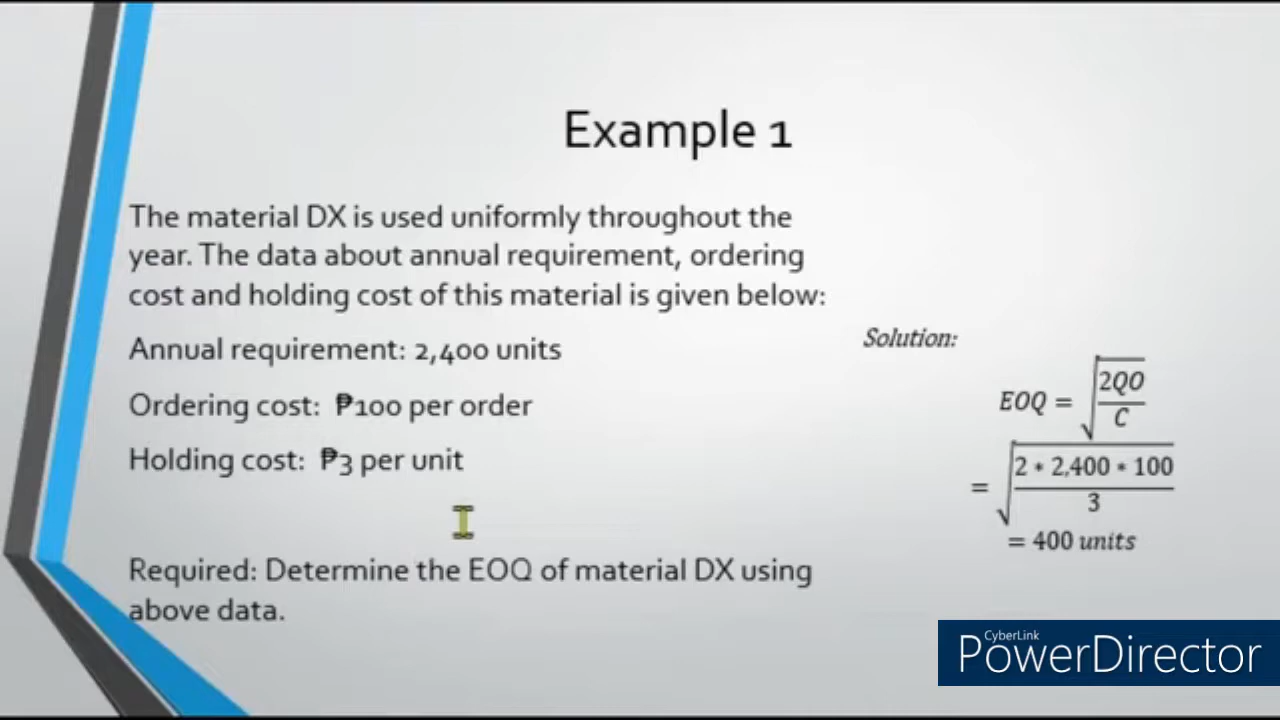 Example 1
The material DX is used uniformly throughout the
year. The data about annual requirement, ordering
cost and holding cost of this material is given below:
Annual requirement: 2,400 units
Ordering cost:  ₱100 per order
Holding cost:  ₱3 per unit
Required: Determine the EOQ of material DX using
above data.
Solution:
EOQ = √(2QO/C)
= √(2 * 2,400 * 100/3)
= 400 units
CyberLink
PowerDirector